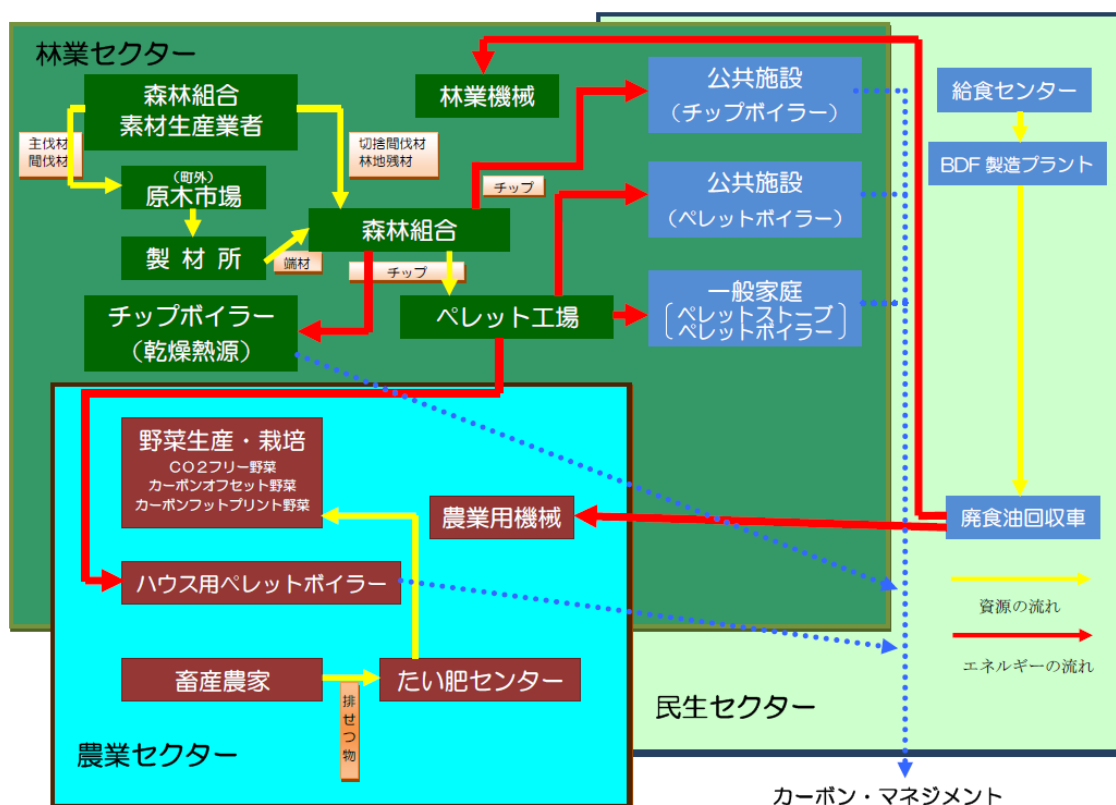 林業セクター
森林組合
素材生産業者
主伐材
間伐材
切捨間伐材
林地残材
(町外)
原木市場
製材所
端材
森林組合
チップ
チップ
林業機械
公共施設
(チップボイラー)
公共施設
(ペレットボイラー)
一般家庭
ペレットストーブ
ペレットボイラー
ペレット工場
チップボイラー
(乾燥熱源)
給食センター
BDF製造プラント
廃食油回収車
資源の流れ
エネルギーの流れ
野菜生産・栽培
CO2フリー野菜
カーボンオフセット野菜
カーボンフットプリント野菜
農業用機械
ハウス用ペレットボイラー
畜産農家
排せつ物
たい肥センター
農業セクター
民生セクター
カーボン・マネジメント